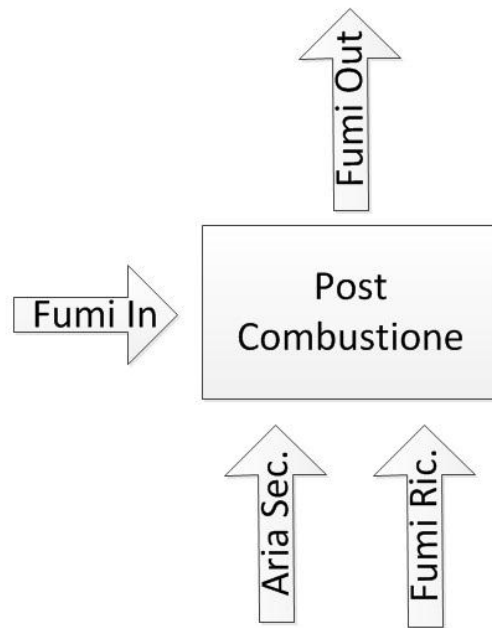 Fumi Out
Fumi In
Post
Combustione
Aria Sec.
Fumi Ric.